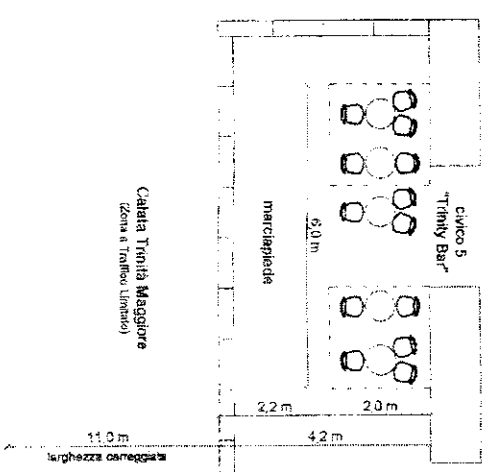 civico 5
"Trinity Bar"
6,0 m
marciapiede
Calata Trinità Maggiore
(Zona a Traffico Limitato)
2,2 m
2,0 m
11,0 m
4,2 m
larghezza carreggiata